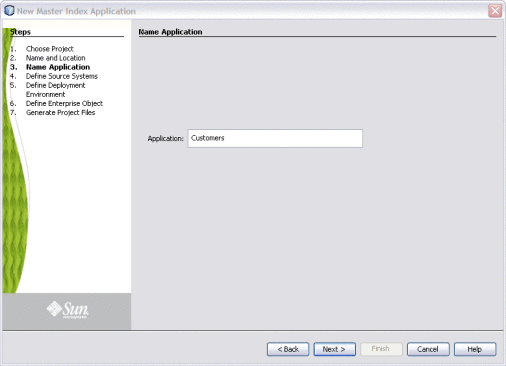 New Master Index Application
Steps
1. Choose Project
2. Name and Location
3. Name Application
4. Define Source Systems
5. Define Deployment
Environment
6. Define Enterprise Object
7. Generate Project Files
Name Application
Application: Customers
Sun
< Back Next > Finish Cancel Help